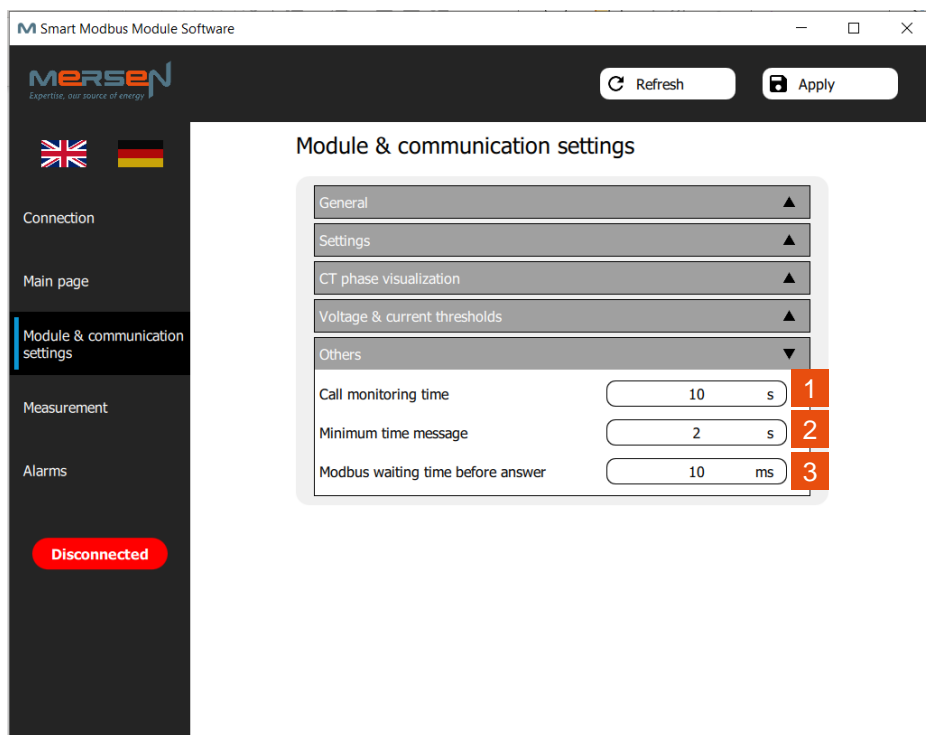 Smart Modbus Module Software
MERSEN
Expertise, our source of energy
Refresh
Apply
Module & communication settings
Connection
Main page
Module & communication
settings
Measurement
Alarms
Disconnected
General
Settings
CT phase visualization
Voltage & current thresholds
Others
Call monitoring time 10 s 1
Minimum time message 2 s 2
Modbus waiting time before answer 10 ms 3